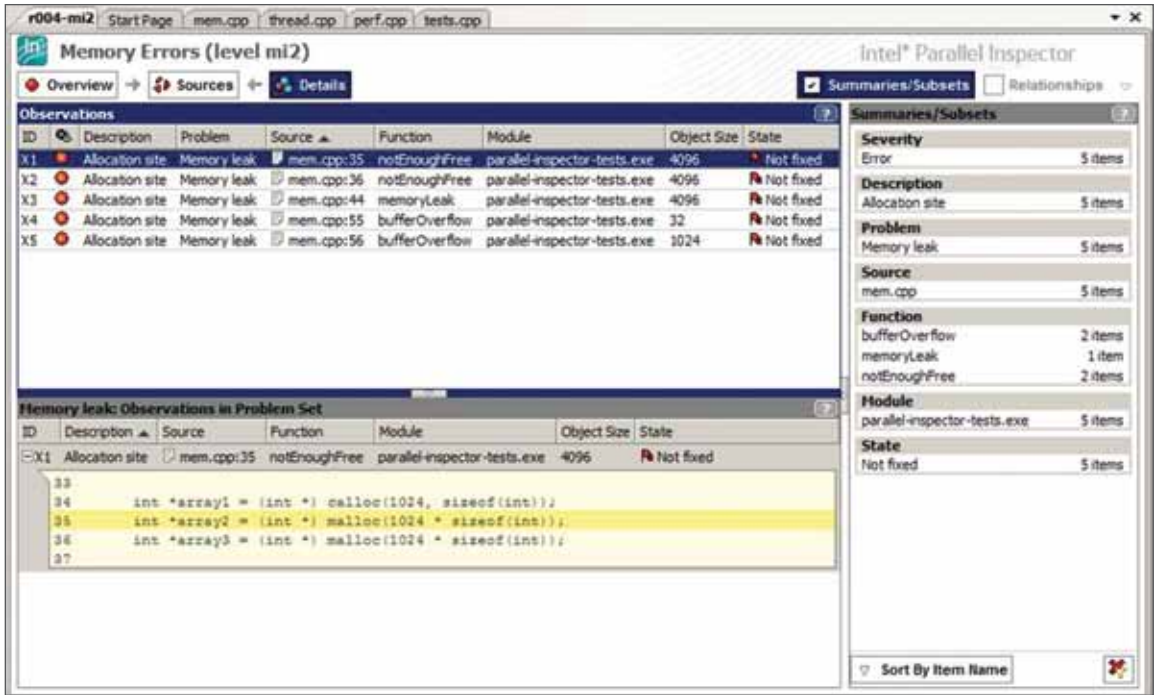 r004-mi2 Start Page mem.cpp thread.cpp perf.cpp tests.cpp
Memory Errors (level mi2) Intel* Parallel Inspector
Overview Sources Details Summaries/Subsets Relationships
Observations ?
ID Description Problem Source Function Module Object Size State
X1 Allocation site Memory leak mem.cpp:35 notEnoughFree parallel-inspector-tests.exe 4096 Not fixed
X2 Allocation site Memory leak mem.cpp:36 notEnoughFree parallel-inspector-tests.exe 4096 Not fixed
X3 Allocation site Memory leak mem.cpp:44 memoryLeak parallel-inspector-tests.exe 4096 Not fixed
X4 Allocation site Memory leak mem.cpp:55 bufferOverflow parallel-inspector-tests.exe 32 Not fixed
X5 Allocation site Memory leak mem.cpp:56 bufferOverflow parallel-inspector-tests.exe 1024 Not fixed
Memory leak: Observations in Problem Set ?
ID Description Source Function Module Object Size State
X1 Allocation site mem.cpp:35 notEnoughFree parallel-inspector-tests.exe 4096 Not fixed
33
34 int *array1 = (int *) calloc(1024, sizeof(int));
35 int *array2 = (int *) malloc(1024 * sizeof(int));
36 int *array3 = (int *) malloc(1024 * sizeof(int));
37
Summaries/Subsets ?
Severity
Error 5 items
Description
Allocation site 5 items
Problem
Memory leak 5 items
Source
mem.cpp 5 items
Function
bufferOverflow 2 items
memoryLeak 1 item
notEnoughFree 2 items
Module
parallel-inspector-tests.exe 5 items
State
Not fixed 5 items
Sort By Item Name